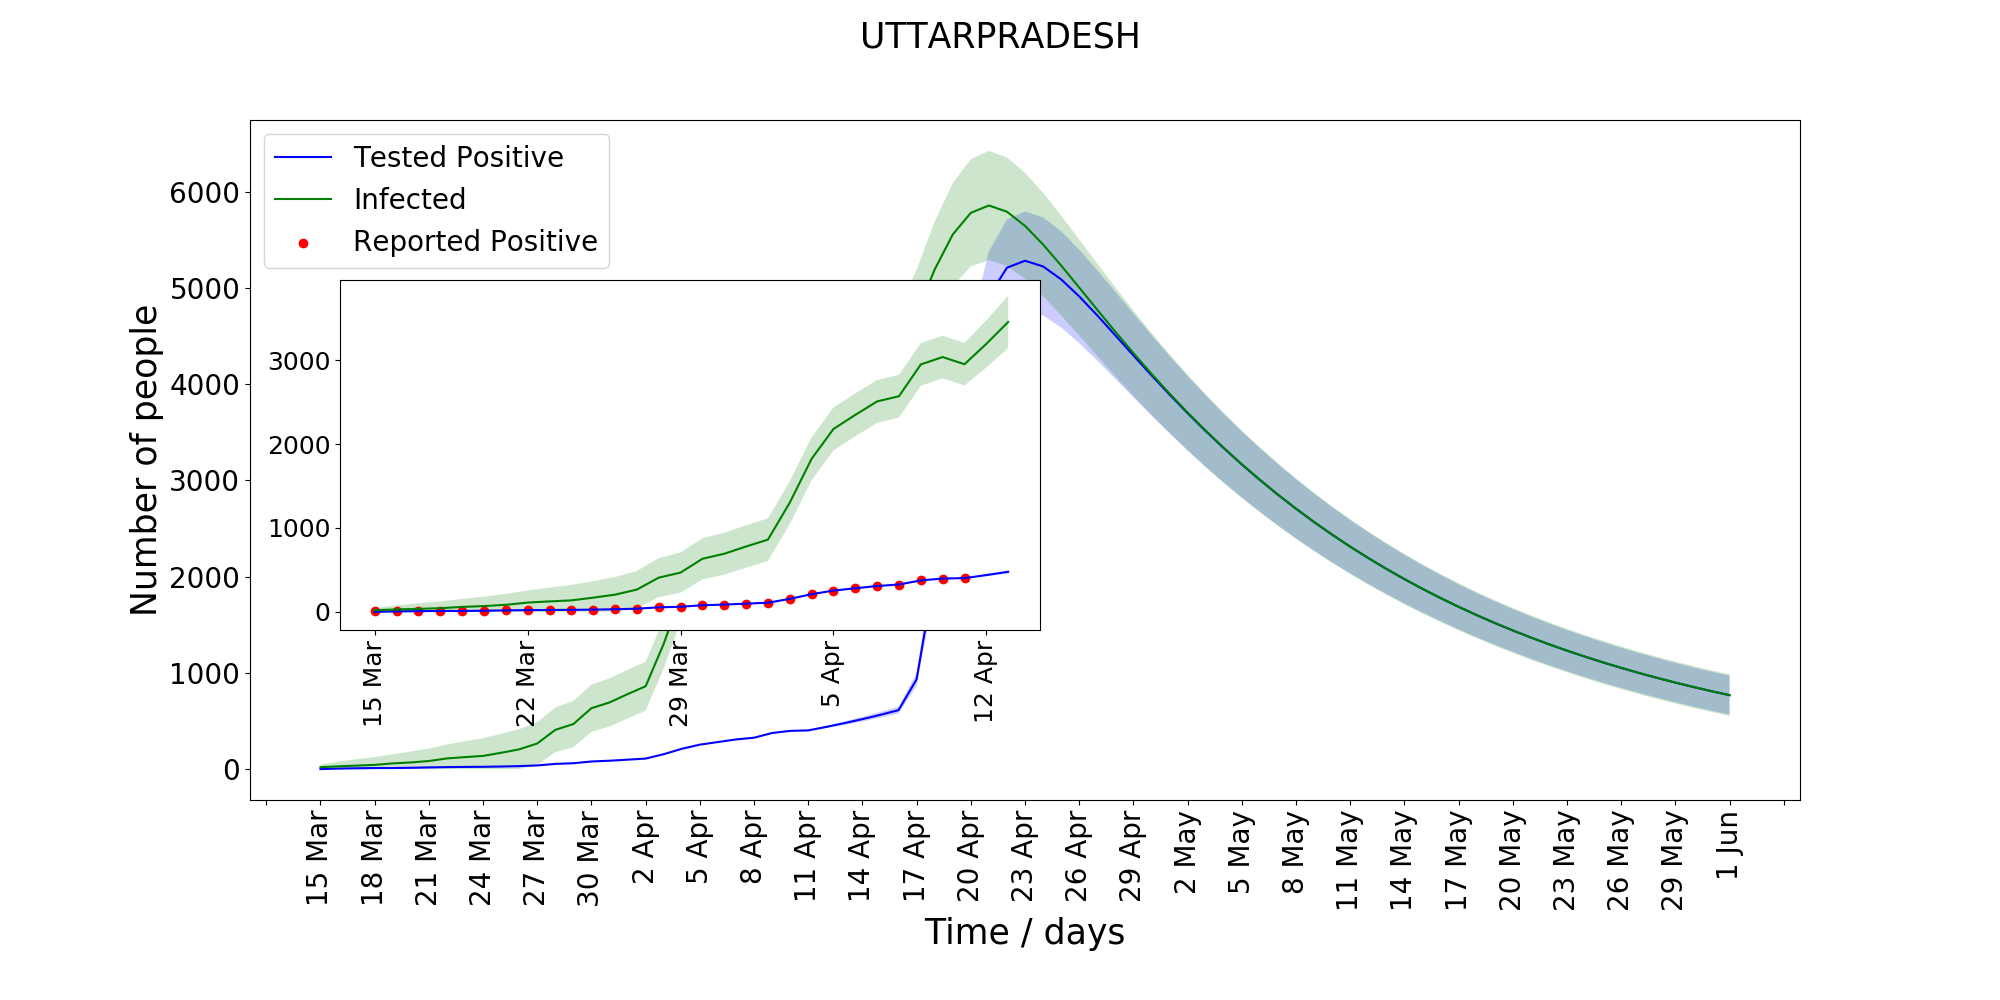 UTTARPRADESH
Tested Positive
Infected
Reported Positive
Number of people
6000
5000
4000
3000
2000
1000
0
3000
2000
1000
0
15 Mar
22 Mar
29 Mar
5 Apr
12 Apr
15 Mar
18 Mar
21 Mar
24 Mar
27 Mar
30 Mar
2 Apr
5 Apr
8 Apr
11 Apr
14 Apr
17 Apr
20 Apr
23 Apr
26 Apr
29 Apr
2 May
5 May
8 May
11 May
14 May
17 May
20 May
23 May
26 May
29 May
1 Jun
Time / days